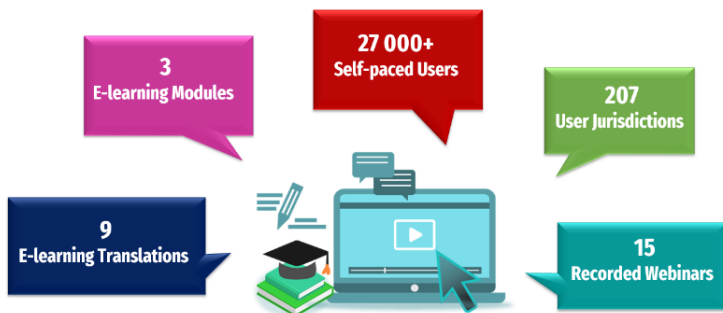 27 000+
Self-paced Users
3
E-learning Modules
207
User Jurisdictions
9
E-learning Translations
15
Recorded Webinars